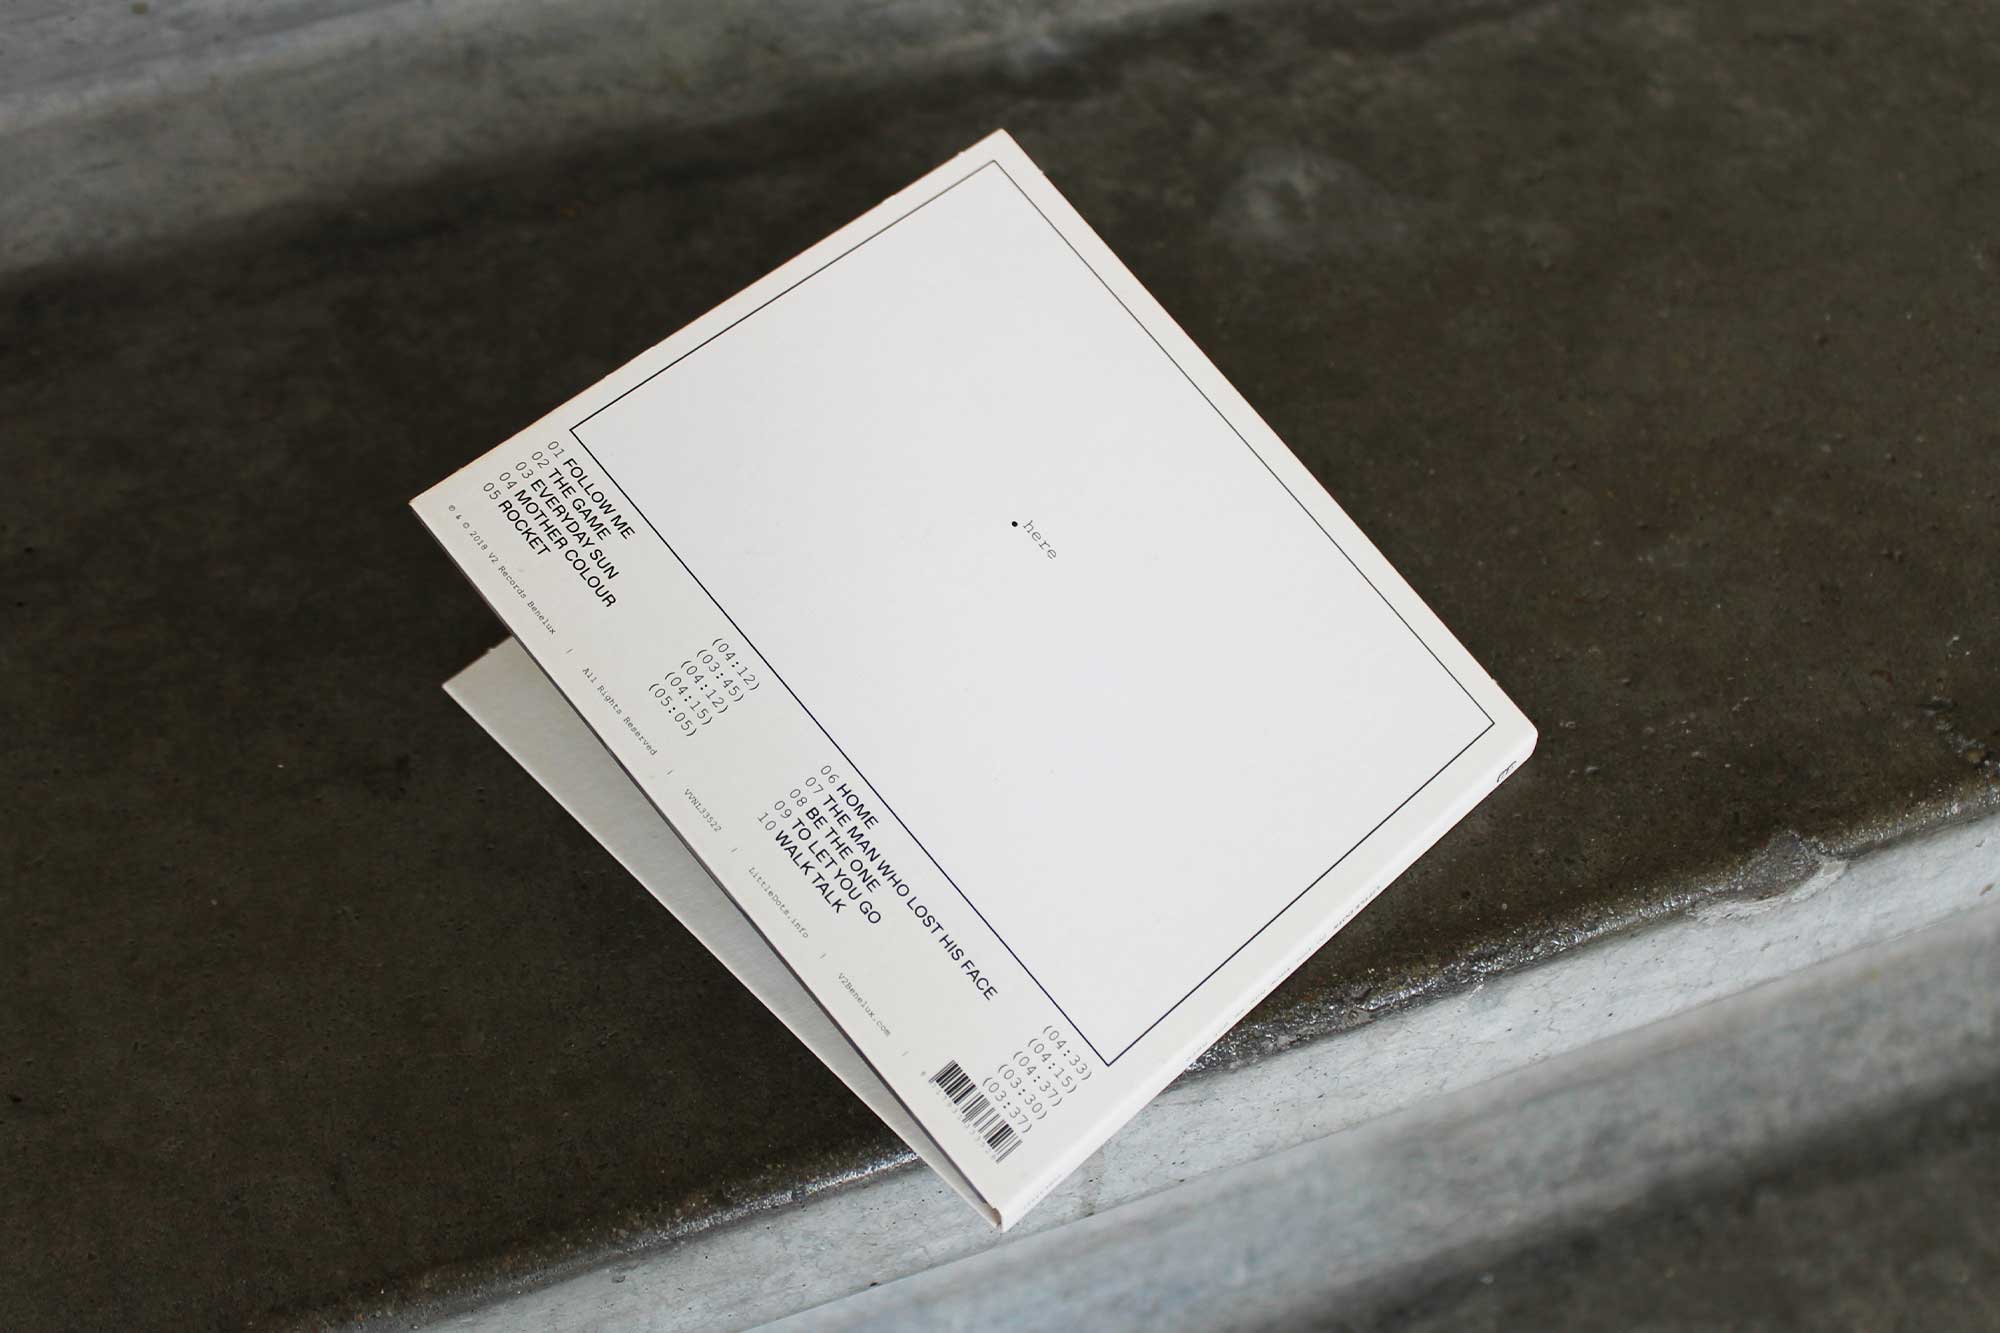 here
01 FOLLOW ME (04:12)
02 THE GAME (03:45)
03 EVERYDAY SUN (04:12)
04 MOTHER COLOUR (04:15)
05 ROCKET (05:05)
06 HOME (04:33)
07 THE MAN WHO LOST HIS FACE (04:15)
08 BE THE ONE (04:37)
09 TO LET YOU GO (03:30)
10 WALK TALK (03:37)
℗ & © 2018 V2 Records Benelux | All Rights Reserved | VVNL33522 | LittleDots.info | V2Benelux.com |